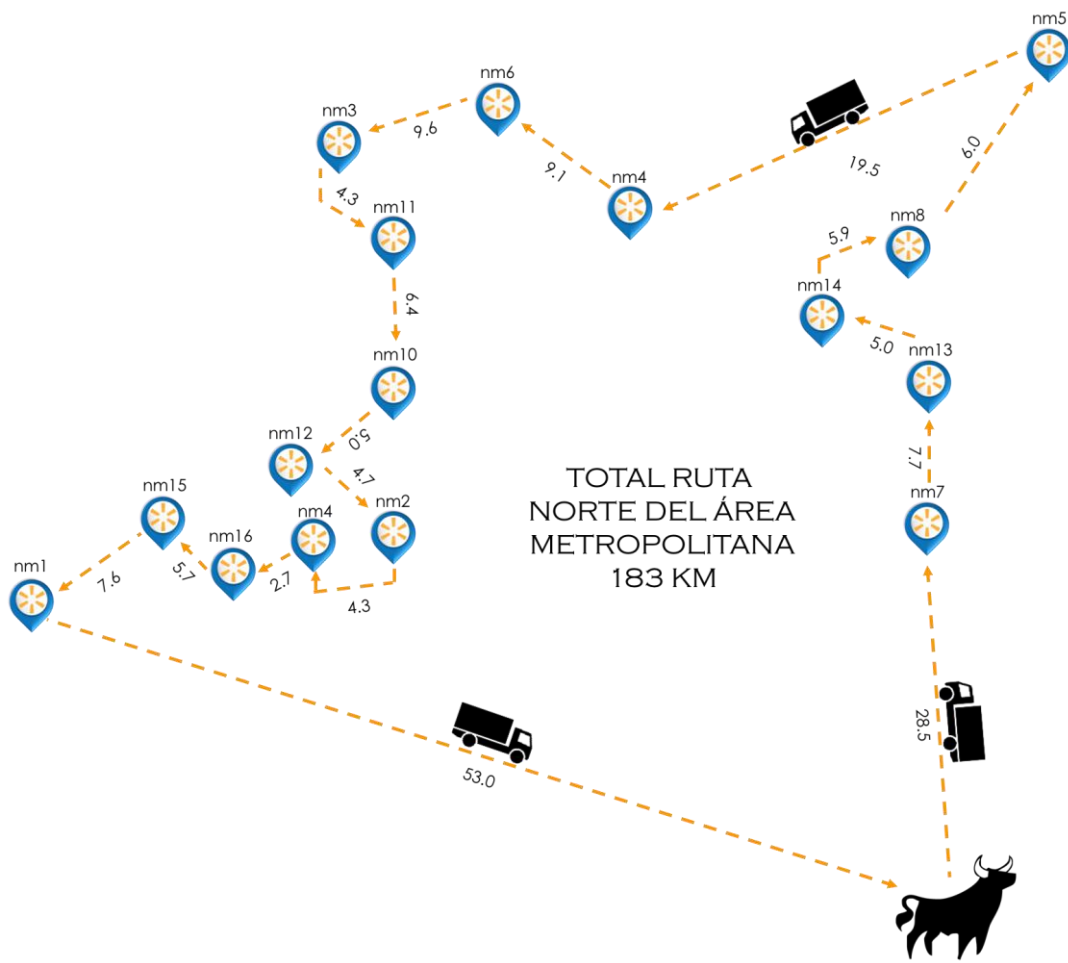 nm5
nm6
nm3
9.6
9.1
19.5
6.0
4.3
nm4
nm11
nm8
5.9
6.4
nm14
5.0
nm13
nm10
5.0
nm12
4.7
7.7
TOTAL RUTA
NORTE DEL ÁREA
METROPOLITANA
183 KM
nm15
nm4
nm2
nm7
nm16
nm1
7.6
5.7
2.7
4.3
28.5
53.0